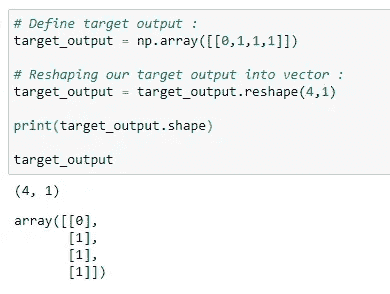 # Define target output :
target_output = np.array([[0,1,1,1]])
# Reshaping our target output into vector :
target_output = target_output.reshape(4,1)
print(target_output.shape)
target_output
(4, 1)
array([[0],
[1],
[1],
[1]])